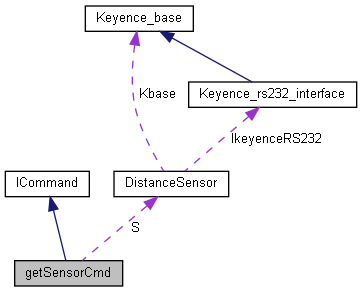 Keyence_base
Kbase
Keyence_rs232_interface
IkeyenceRS232
ICommand
DistanceSensor
S
getSensorCmd